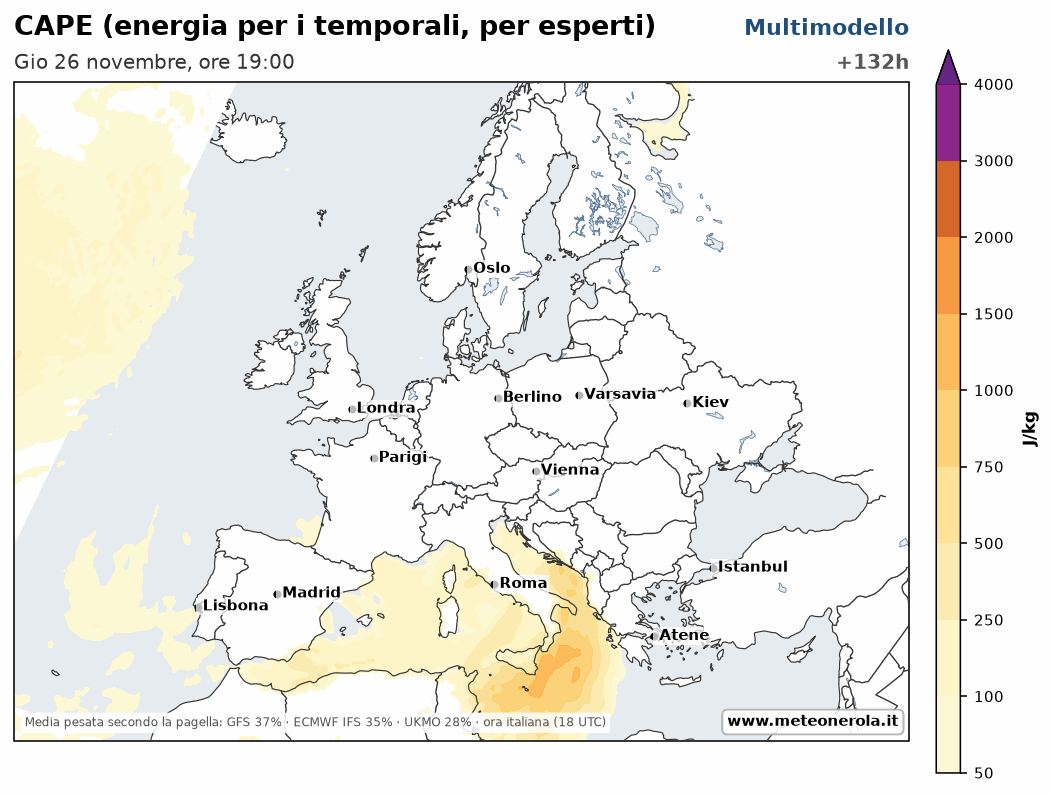 CAPE (energia per i temporali, per esperti)
Multimodello
Gio 26 novembre, ore 19:00
+132h
4000
3000
2000
1500
1000
750
500
250
100
50
J/kg
Oslo
Berlino
Varsavia
Kiev
Londra
Parigi
Vienna
Istanbul
Roma
Madrid
Lisbona
Atene
Media pesata secondo la pagella: GFS 37% · ECMWF IFS 35% · UKMO 28% · ora italiana (18 UTC)
www.meteonerola.it